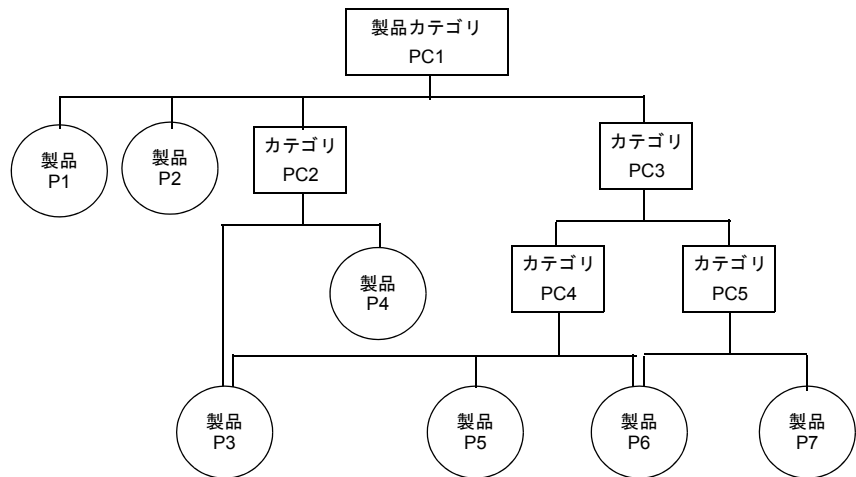 製品カテゴリ
PC1
製品
P1
製品
P2
カテゴリ
PC2
カテゴリ
PC3
製品
P4
カテゴリ
PC4
カテゴリ
PC5
製品
P3
製品
P5
製品
P6
製品
P7